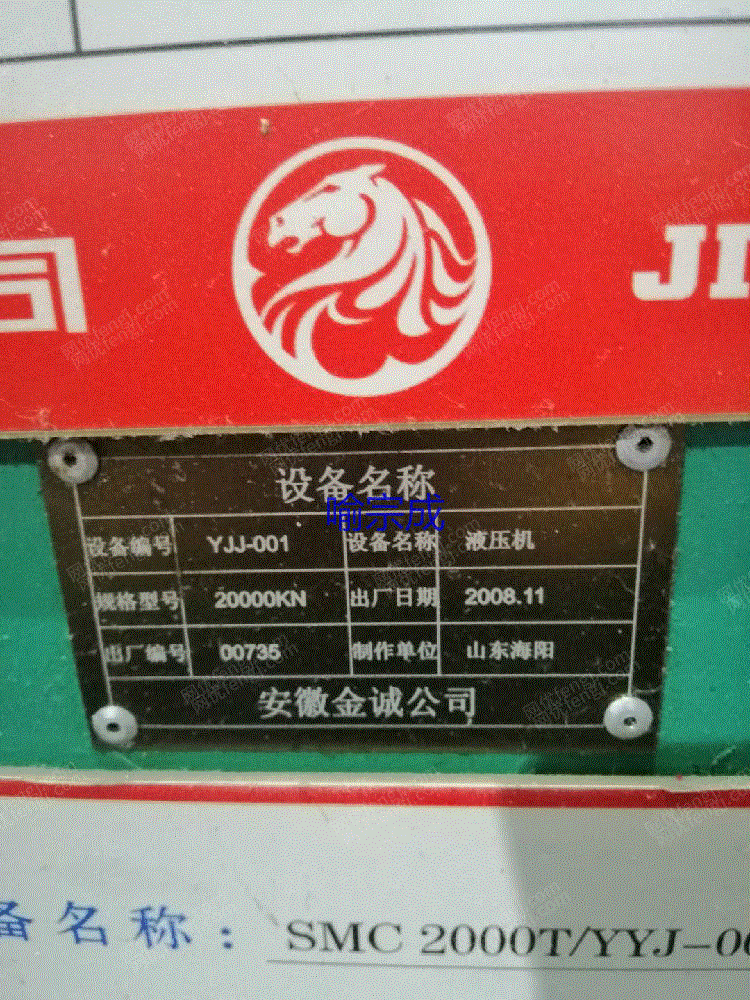 司
JI
设备名称
喻宗成
设备编号 YJJ-001 设备名称 液压机
规格型号 20000KN 出厂日期 2008.11
出厂编号 00735 制作单位 山东海阳
安徽金诚公司
备名称：SMC 2000T/YYJ-00